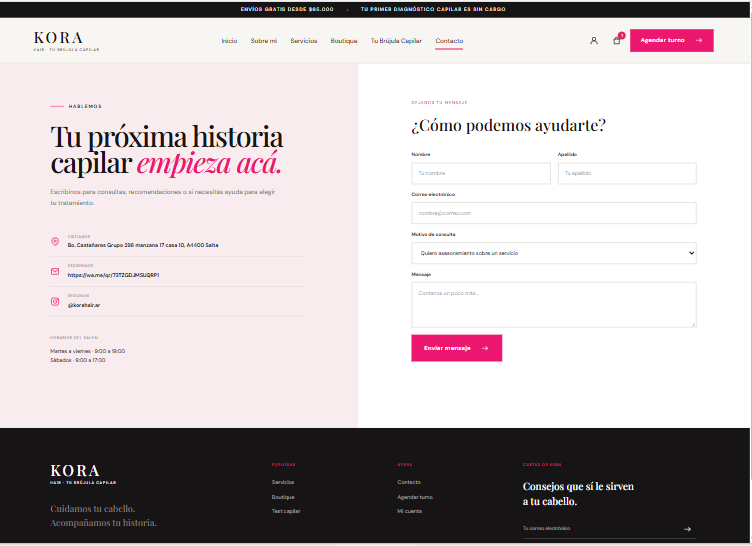 ENVÍOS GRATIS DESDE $65.000 • TU PRIMER DIAGNÓSTICO CAPILAR ES SIN CARGO
KORA
HAIR · TU BRÚJULA CAPILAR
Inicio Sobre mí Servicios Boutique Tu Brújula Capilar Contacto
1
Agendar turno →
HABLEMOS
Tu próxima historia
capilar empieza acá.
Escribinos para consultas, recomendaciones o si necesitás ayuda para elegir
tu tratamiento.
VISITANOS
Bo. Castañares Grupo 298 manzana 17 casa 10, A4400 Salta
ESCRIBINOS
https://wa.me/qr/73TZGDJMSUQRP1
SEGUINOS
@korahair.ar
HORARIOS DEL SALÓN
Martes a viernes · 9:00 a 19:00
Sábados · 9:00 a 17:00
DEJANOS TU MENSAJE
¿Cómo podemos ayudarte?
Nombre
Tu nombre
Apellido
Tu apellido
Correo electrónico
nombre@correo.com
Motivo de consulta
Quiero asesoramiento sobre un servicio
Mensaje
Contanos un poco más...
Enviar mensaje →
KORA
HAIR · TU BRÚJULA CAPILAR
Cuidamos tu cabello.
Acompañamos tu historia.
EXPLORAR
Servicios
Boutique
Test capilar
AYUDA
Contacto
Agendar turno
Mi cuenta
CARTAS DE KORA
Consejos que sí le sirven
a tu cabello.
Tu correo electrónico →